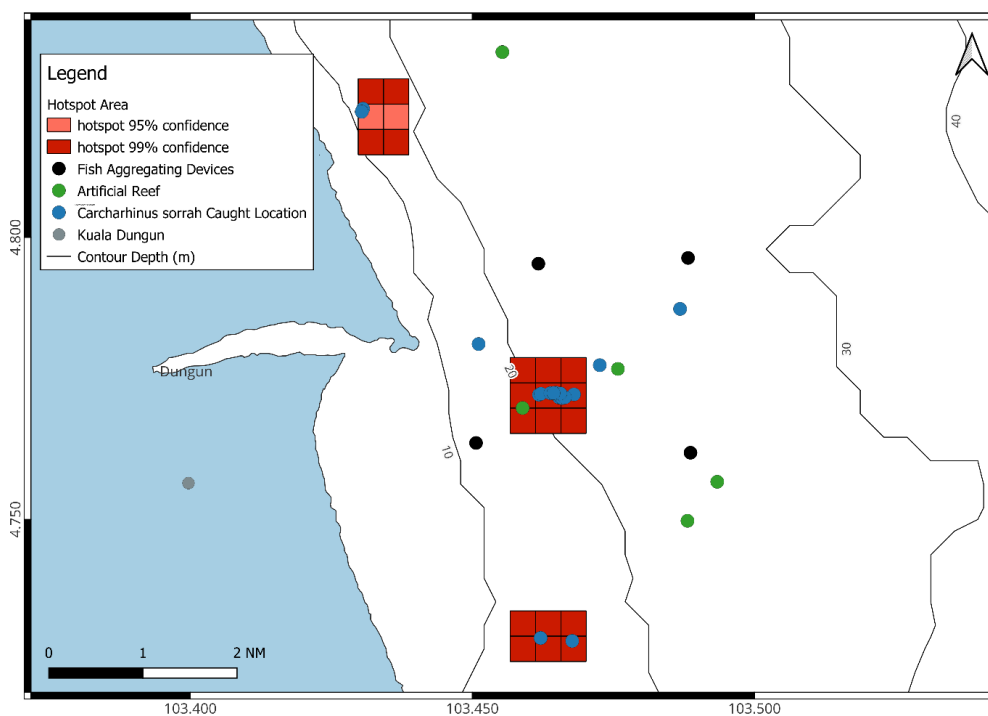 Legend
Hotspot Area
hotspot 95% confidence
hotspot 99% confidence
Fish Aggregating Devices
Artificial Reef
Carcharhinus sorrah Caught Location
Kuala Dungun
Contour Depth (m)
40
4.800
30
Dungun
20
10
4.750
0 1 2 NM
103.400 103.450 103.500